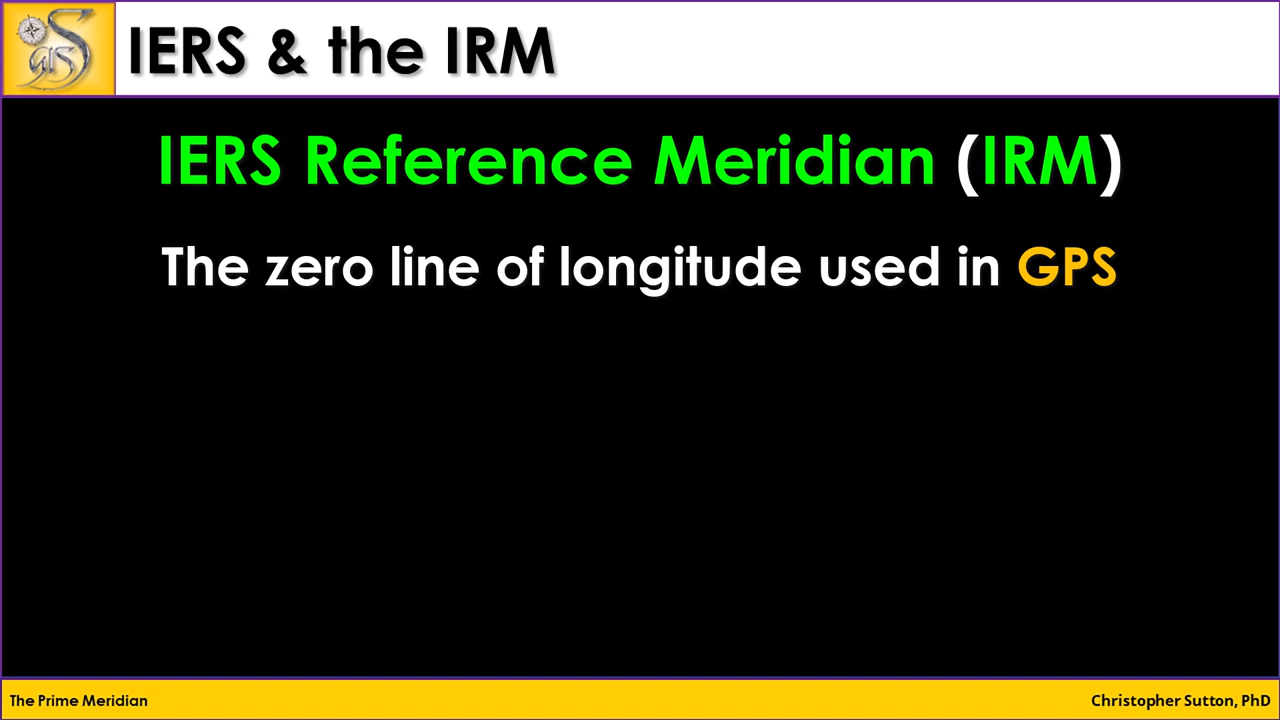 GIS
IERS & the IRM
IERS Reference Meridian (IRM)
The zero line of longitude used in GPS
The Prime Meridian
Christopher Sutton, PhD